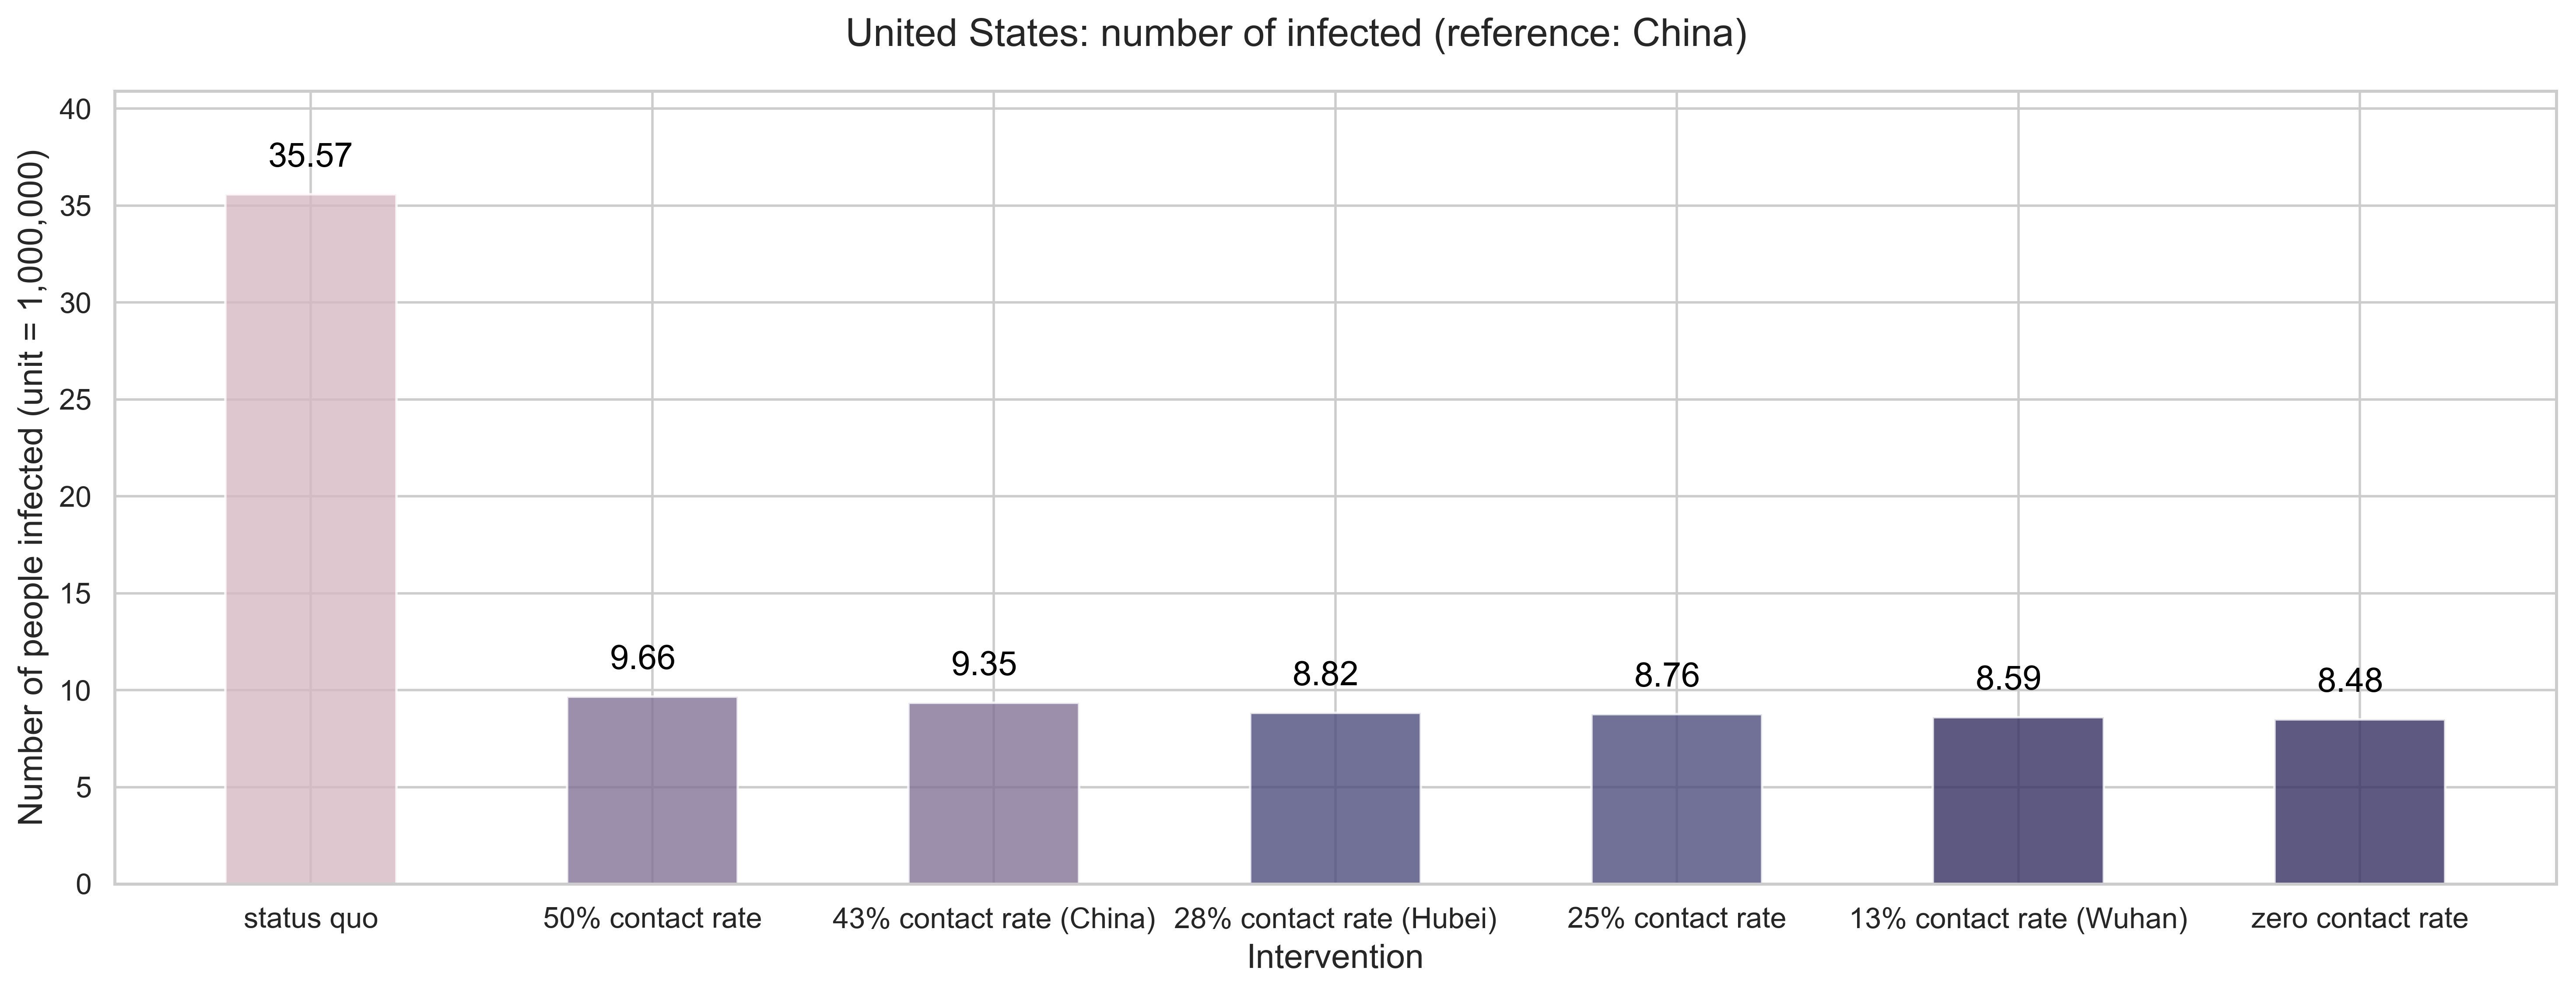 United States: number of infected (reference: China)
Number of people infected (unit = 1,000,000)
40
35
30
25
20
15
10
5
0
35.57
9.66
9.35
8.82
8.76
8.59
8.48
status quo
50% contact rate
43% contact rate (China)
28% contact rate (Hubei)
25% contact rate
13% contact rate (Wuhan)
zero contact rate
Intervention